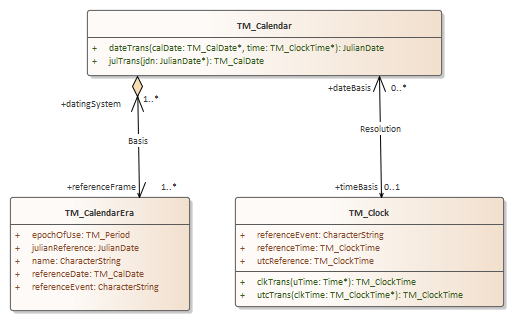 TM_Calendar
+ dateTrans(calDate: TM_CalDate*, time: TM_ClockTime*): JulianDate
+ julTrans(jdn: JulianDate*): TM_CalDate
+datingSystem 1..*
+dateBasis 0..*
Basis
Resolution
+referenceFrame 1..*
+timeBasis 0..1
TM_CalendarEra
+ epochOfUse: TM_Period
+ julianReference: JulianDate
+ name: CharacterString
+ referenceDate: TM_CalDate
+ referenceEvent: CharacterString
TM_Clock
+ referenceEvent: CharacterString
+ referenceTime: TM_ClockTime
+ utcReference: TM_ClockTime
+ clkTrans(uTime: Time*): TM_ClockTime
+ utcTrans(clkTime: TM_ClockTime*): TM_ClockTime